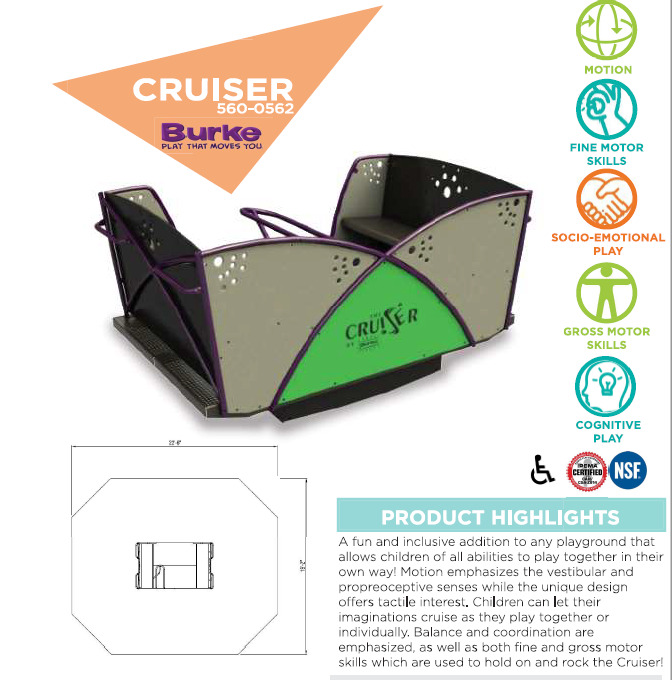 CRUISER
560-0562
Burke
PLAY THAT MOVES YOU
MOTION
FINE MOTOR
SKILLS
SOCIO-EMOTIONAL
PLAY
GROSS MOTOR
SKILLS
COGNITIVE
PLAY
THE
CRUISER
BY
22'-8"
IPEMA
CERTIFIED
NSF
PRODUCT HIGHLIGHTS
A fun and inclusive addition to any playground that
allows children of all abilities to play together in their
own way! Motion emphasizes the vestibular and
propreoceptive senses while the unique design
offers tactile interest. Children can let their
imaginations cruise as they play together or
individually. Balance and coordination are
emphasized, as well as both fine and gross motor
skills which are used to hold on and rock the Cruiser!